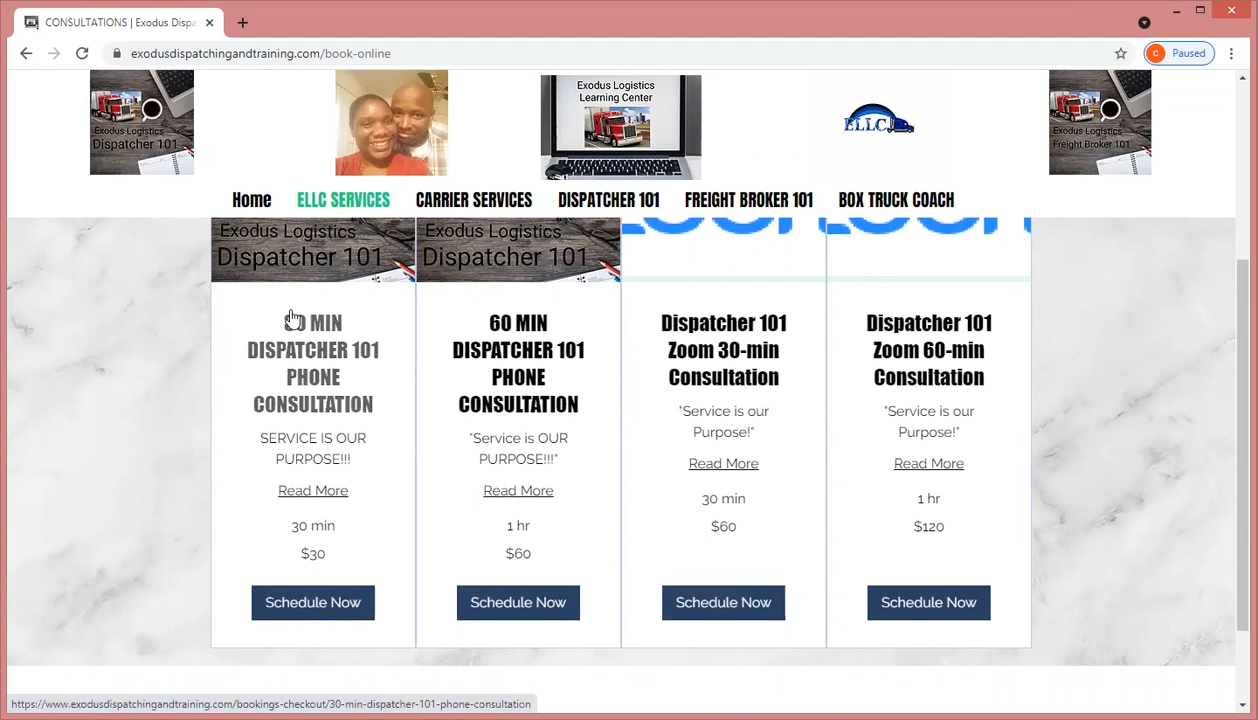 CONSULTATIONS | Exodus Dispa
exodusdispatchingandtraining.com/book-online
C
Paused
Exodus Logistics
Dispatcher 101
Exodus Logistics
Learning Center
ELLC
Exodus Logistics
Freight Broker 101
Home
ELLC SERVICES
CARRIER SERVICES
DISPATCHER 101
FREIGHT BROKER 101
BOX TRUCK COACH
Exodus Logistics
Dispatcher 101
MIN
DISPATCHER 101
PHONE
CONSULTATION
SERVICE IS OUR
PURPOSE!!!
Read More
30 min
$30
Schedule Now
Exodus Logistics
Dispatcher 101
60 MIN
DISPATCHER 101
PHONE
CONSULTATION
"Service is OUR
PURPOSE!!!"
Read More
1 hr
$60
Schedule Now
Dispatcher 101
Zoom 30-min
Consultation
"Service is our
Purpose!"
Read More
30 min
$60
Schedule Now
Dispatcher 101
Zoom 60-min
Consultation
"Service is our
Purpose!"
Read More
1 hr
$120
Schedule Now
https://www.exodusdispatchingandtraining.com/bookings-checkout/30-min-dispatcher-101-phone-consultation